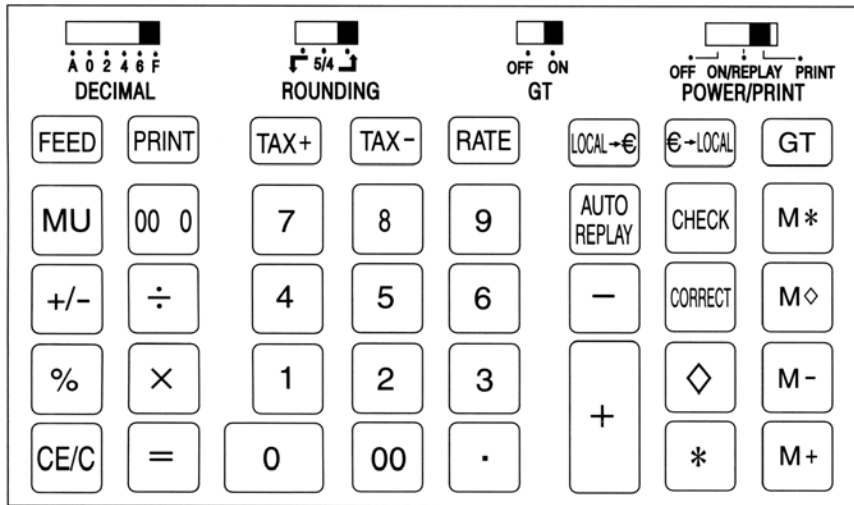 A 0 2 4 6 F
DECIMAL
5/4
ROUNDING
OFF ON
GT
OFF ON/REPLAY PRINT
POWER/PRINT
FEED PRINT TAX+ TAX- RATE LOCAL→€ €→LOCAL GT
MU 00 0 7 8 9 AUTO REPLAY CHECK M*
+/- ÷ 4 5 6 - CORRECT M◇
% × 1 2 3 + ◇ M-
CE/C = 0 00 . * M+